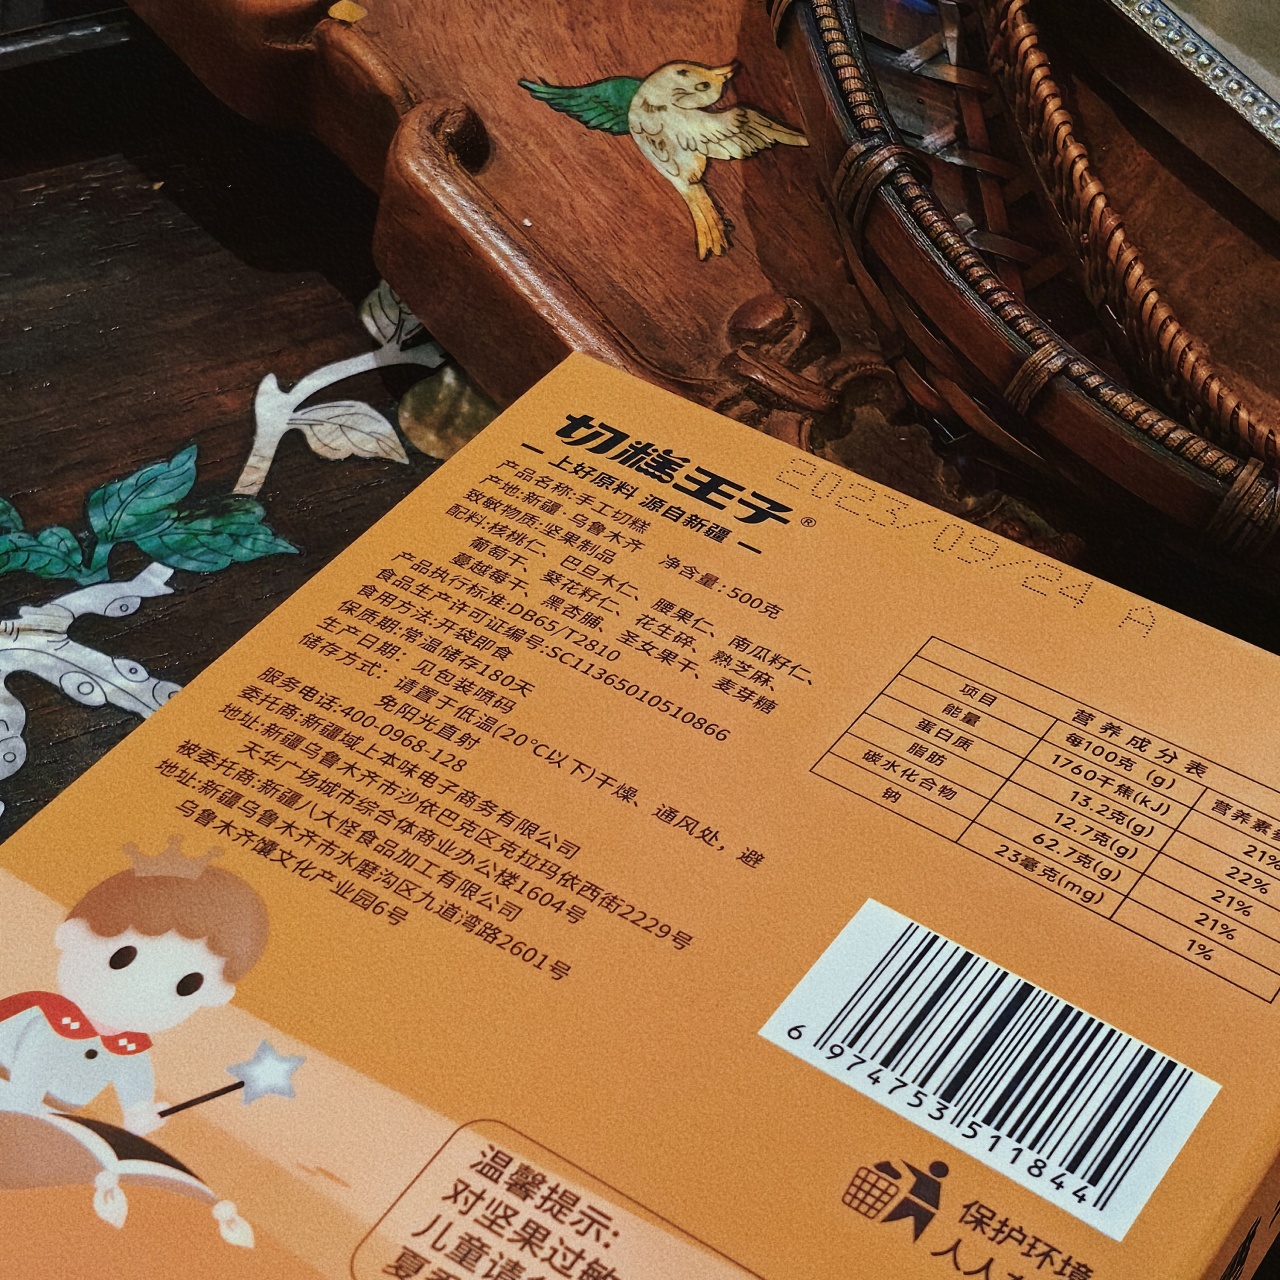 切糕王子®
— 上好原料 源自新疆 —
产品名称:手工切糕
产地:新疆 乌鲁木齐 净含量:500克
致敏物质:坚果制品
配料:核桃仁、巴旦木仁、腰果仁、南瓜籽仁、
葡萄干、葵花籽仁、花生碎、熟芝麻、
蔓越莓干、黑杏脯、圣女果干、麦芽糖
产品执行标准:DB65/T2810
食品生产许可证编号:SC11365010510866
食用方法:开袋即食
保质期:常温储存180天
生产日期: 见包装喷码
储存方式: 请置于低温(20℃以下)干燥、通风处,避
免阳光直射
服务电话:400-0968-128
委托商:新疆域上本味电子商务有限公司
地址:新疆乌鲁木齐市沙依巴克区克拉玛依西街2229号
天华广场城市综合体商业办公楼1604号
被委托商:新疆八大怪食品加工有限公司
地址:新疆乌鲁木齐市水磨沟区九道湾路2601号
乌鲁木齐馕文化产业园6号
2023/09/24 A
营养成分表
项目 每100克 (g) 营养素
能量 1760千焦(kJ) 21%
蛋白质 13.2克(g) 22%
脂肪 12.7克(g) 21%
碳水化合物 62.7克(g) 21%
钠 23毫克(mg) 1%
6 974753 511844
保护环境
人人
温馨提示:
对坚果过敏
儿童请
夏